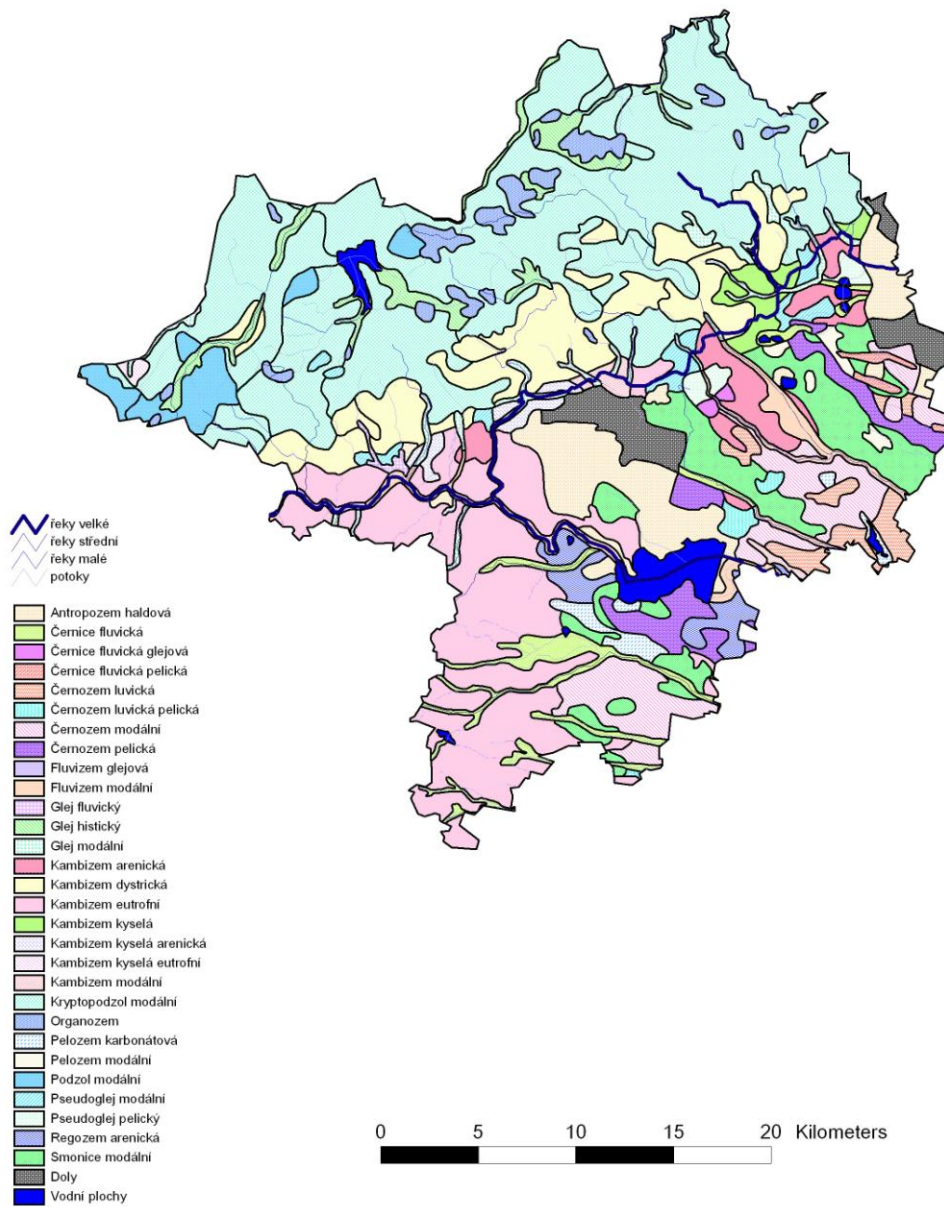 řeky velké
řeky střední
řeky malé
potoky
Antropozem haldová
Černice fluvická
Černice fluvická glejová
Černice fluvická pelická
Černozem luvická
Černozem luvická pelická
Černozem modální
Černozem pelická
Fluvizem glejová
Fluvizem modální
Glej fluvický
Glej histický
Glej modální
Kambizem arenická
Kambizem dystrická
Kambizem eutrofní
Kambizem kyselá
Kambizem kyselá arenická
Kambizem kyselá eutrofní
Kambizem modální
Kryptopodzol modální
Organozem
Pelozem karbonátová
Pelozem modální
Podzol modální
Pseudoglej modální
Pseudoglej pelický
Regozem arenická
Smonice modální
Doly
Vodní plochy
0 5 10 15 20 Kilometers